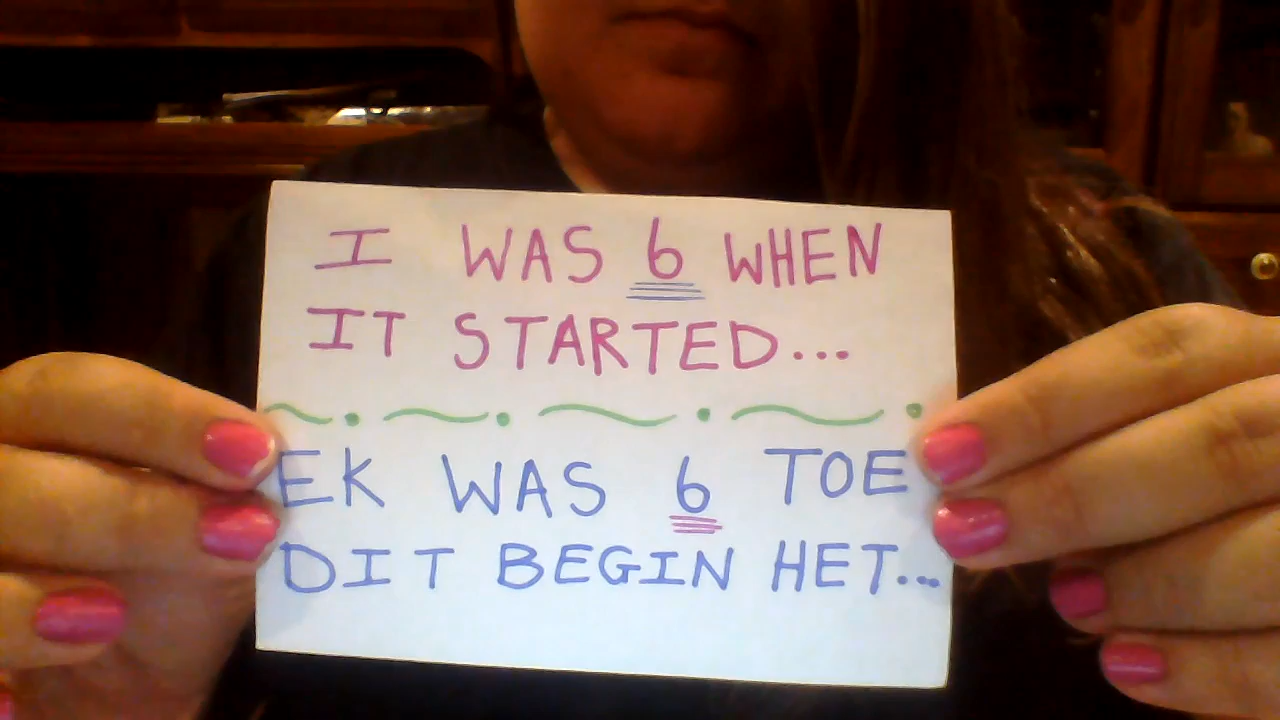 I WAS 6 WHEN
IT STARTED...
EK WAS 6 TOE
DIT BEGIN HET...